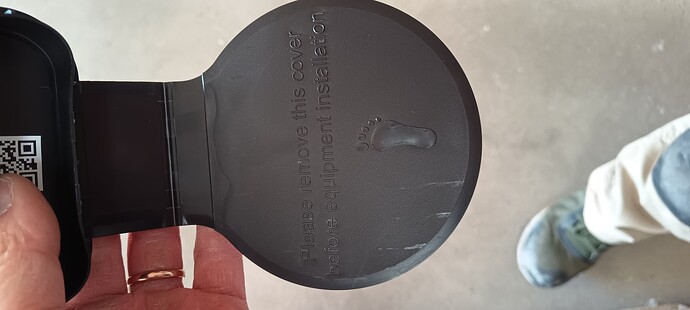 Please remove this cover
before equipment installation